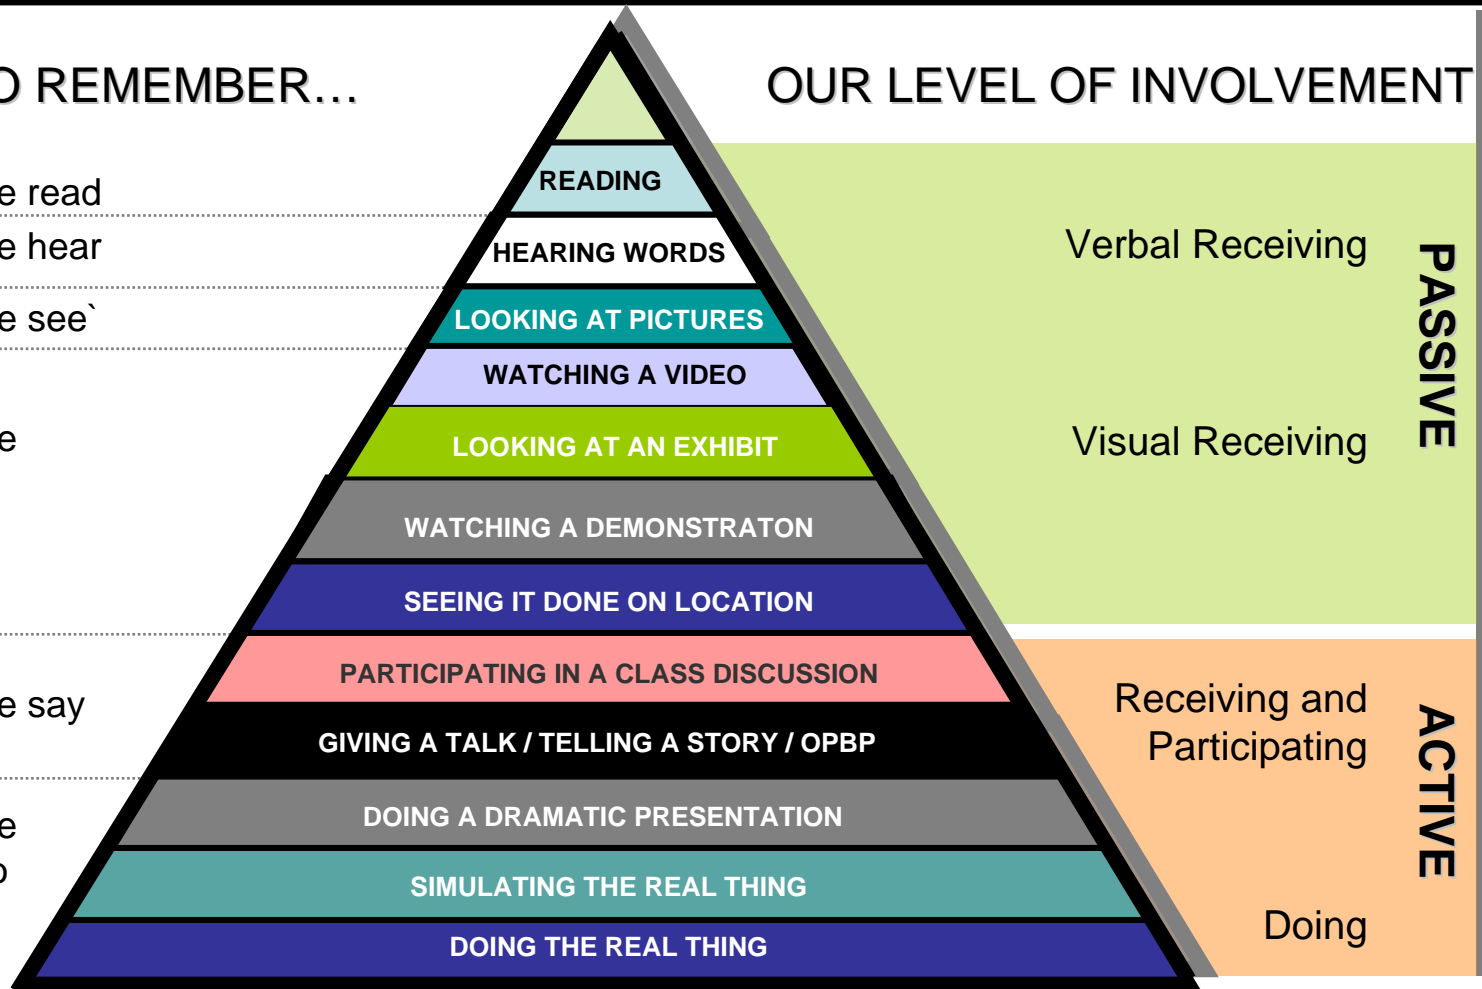 O REMEMBER…
OUR LEVEL OF INVOLVEMENT
e read
e hear
e see`
e
e say
e
o
READING
HEARING WORDS
LOOKING AT PICTURES
WATCHING A VIDEO
LOOKING AT AN EXHIBIT
WATCHING A DEMONSTRATON
SEEING IT DONE ON LOCATION
PARTICIPATING IN A CLASS DISCUSSION
GIVING A TALK / TELLING A STORY / OPBP
DOING A DRAMATIC PRESENTATION
SIMULATING THE REAL THING
DOING THE REAL THING
Verbal Receiving
Visual Receiving
PASSIVE
Receiving and
Participating
Doing
ACTIVE